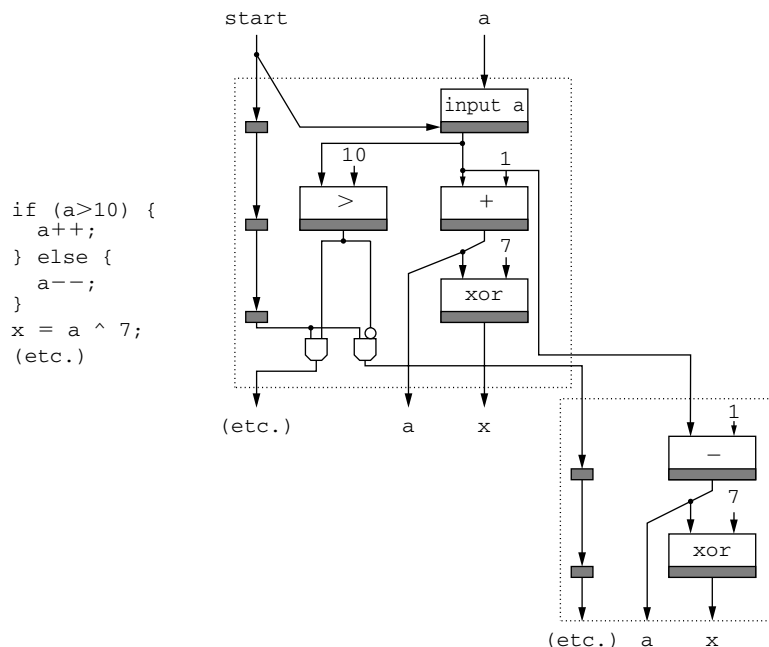 start
a
input a
10
1
>
+
7
xor
if (a>10) {
a++;
} else {
a--;
}
x = a ^ 7;
(etc.)
(etc.)
a
x
1
-
7
xor
(etc.)
a
x